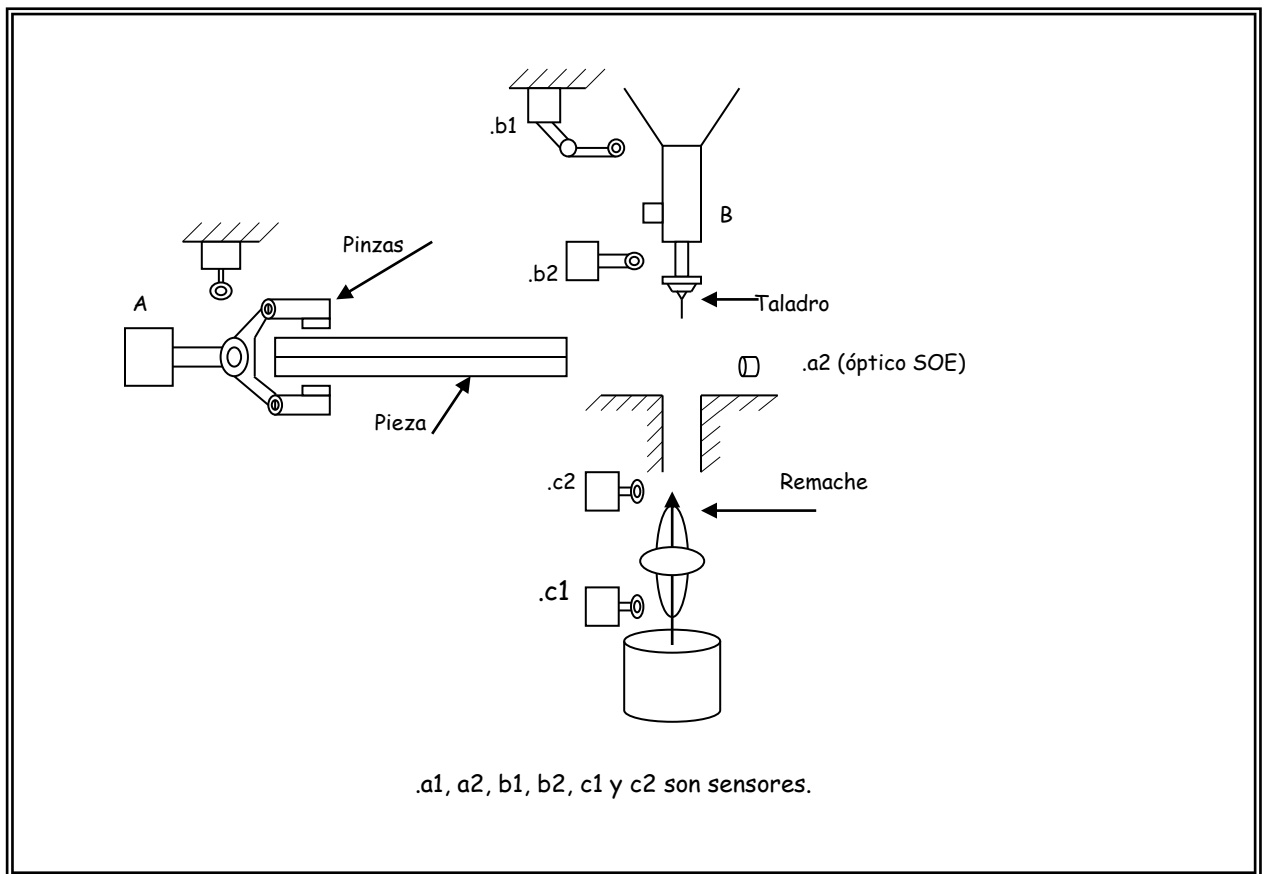 .b1
B
Pinzas
.b2
A
Taladro
.a2 (óptico SOE)
Pieza
.c2
Remache
.c1
.a1, a2, b1, b2, c1 y c2 son sensores.